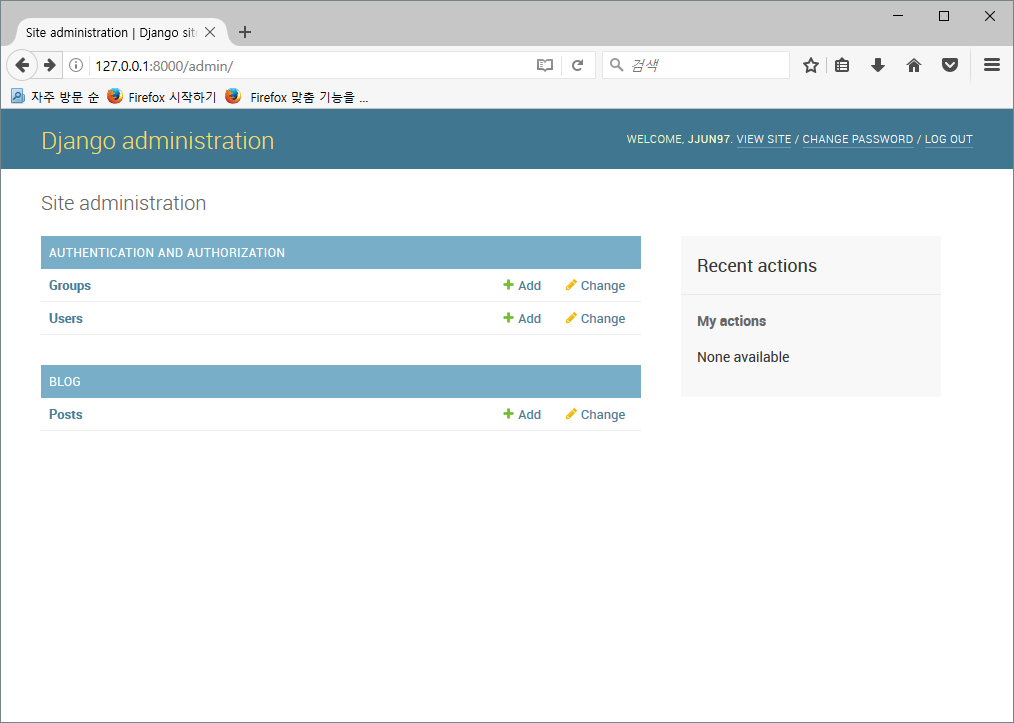 Site administration | Django sit
127.0.0.1:8000/admin/
검색
자주 방문 순 Firefox 시작하기 Firefox 맞춤 기능을 ...
Django administration
WELCOME, JJUN97. VIEW SITE / CHANGE PASSWORD / LOG OUT
Site administration
AUTHENTICATION AND AUTHORIZATION
Groups Add Change
Users Add Change
BLOG
Posts Add Change
Recent actions
My actions
None available